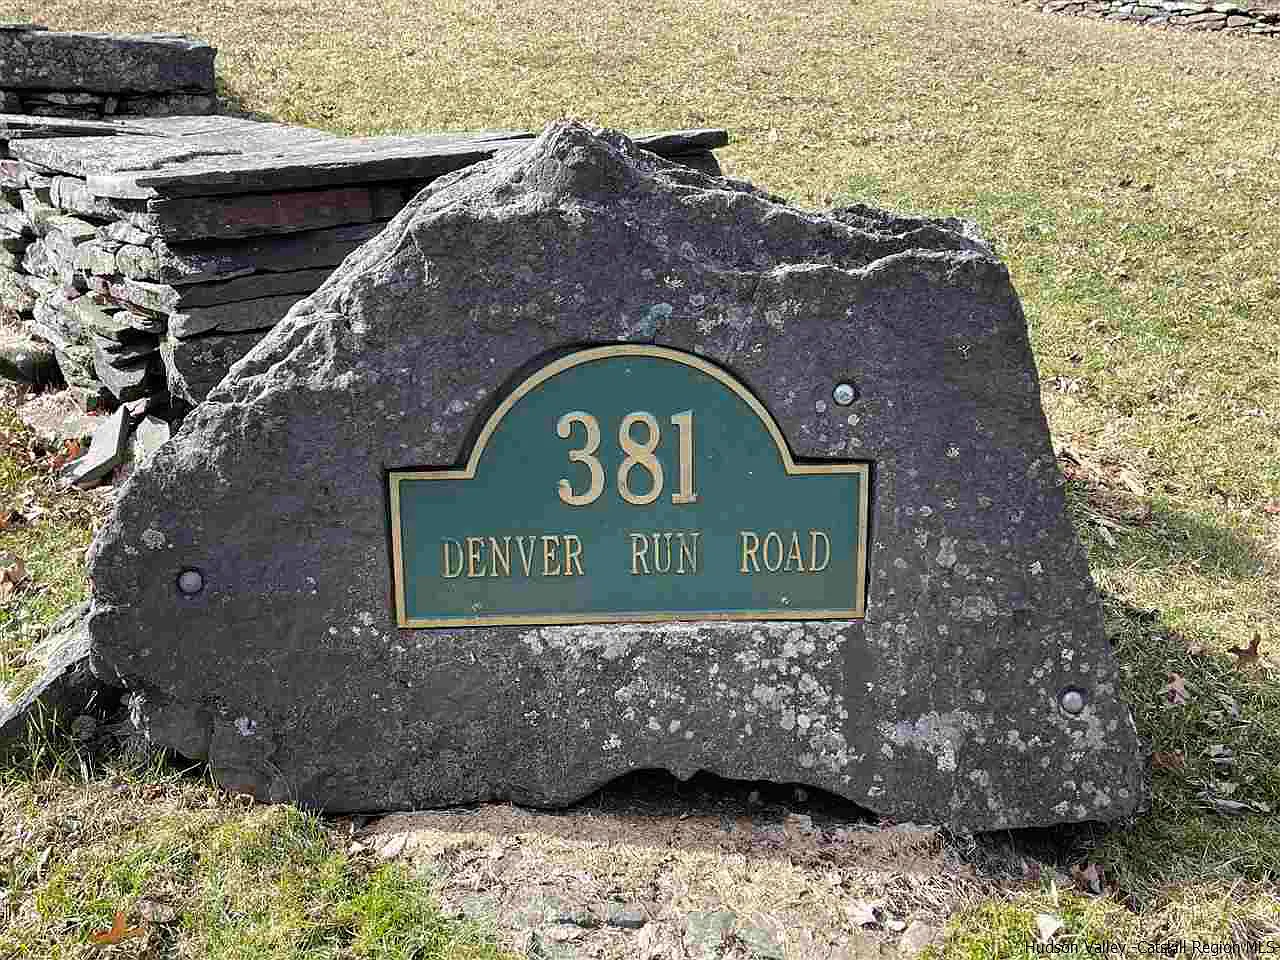 381
DENVER RUN ROAD
Hudson Valley - Catskill Region MLS